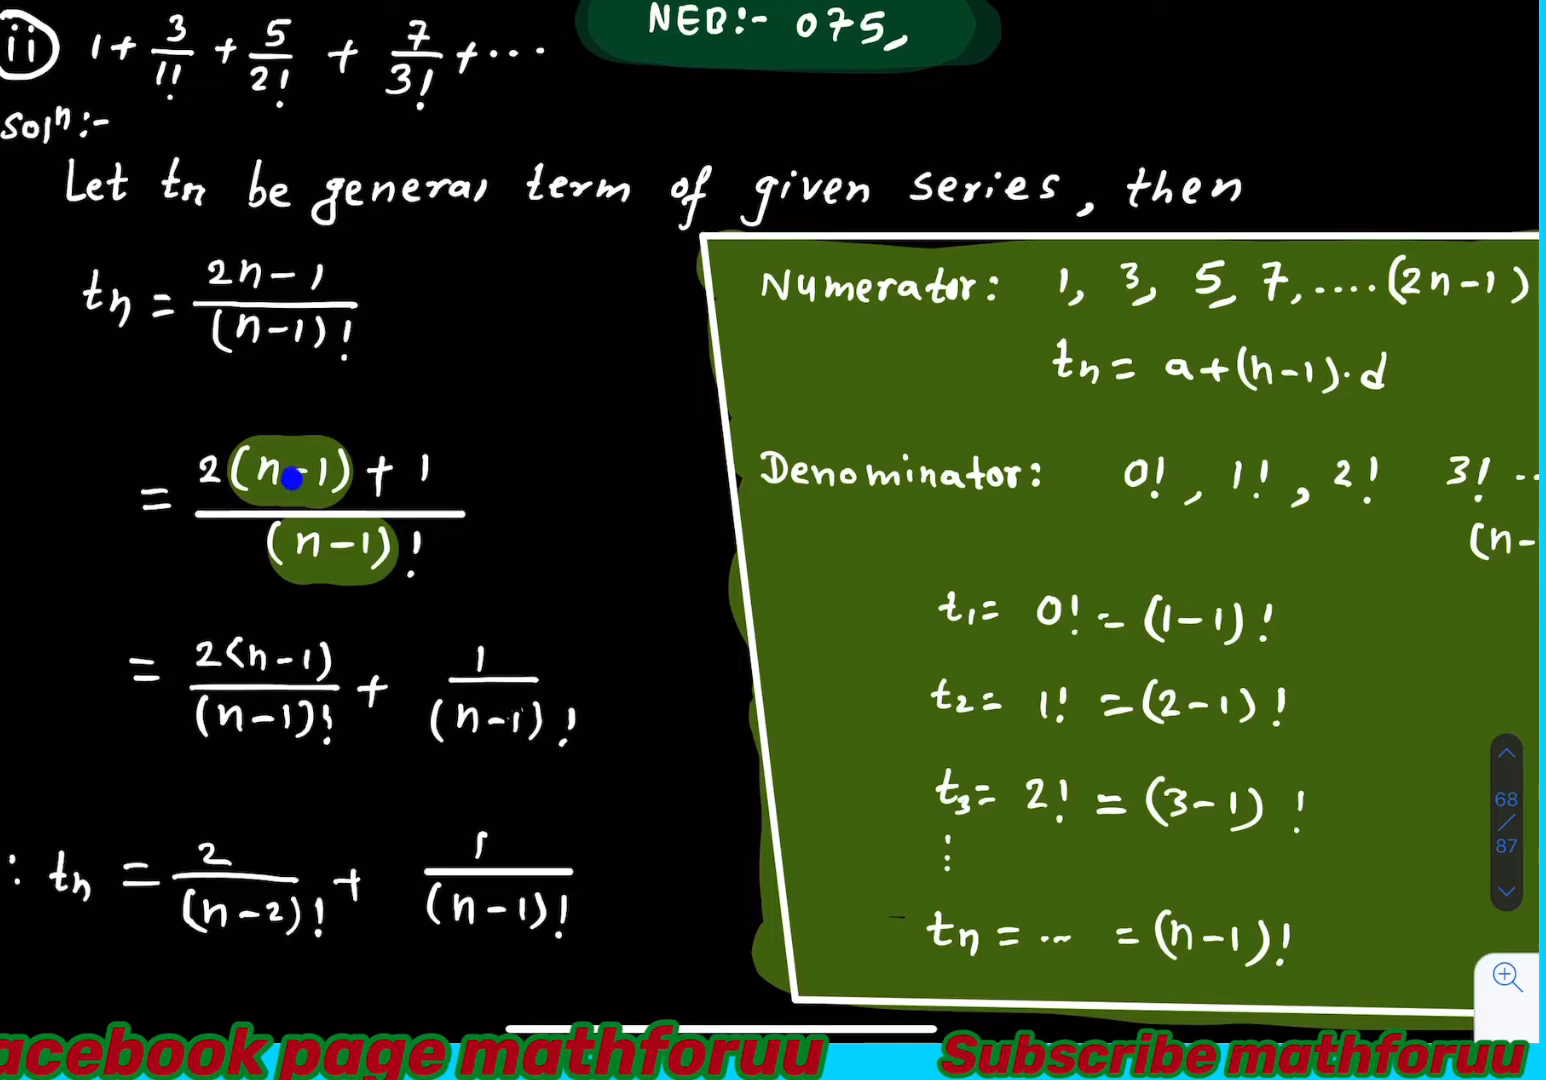 ii) 1 + 3/1! + 5/2! + 7/3! + ...
NEB:- 075,
Solⁿ:-
Let tn be general term of given series, then
tn = 2n-1/(n-1)!
= 2(n-1)+1/(n-1)!
= 2(n-1)/(n-1)! + 1/(n-1)!
∴ tn = 2/(n-2)! + 1/(n-1)!
Numerator: 1, 3, 5, 7, ....(2n-1)
tn = a+(n-1).d
Denominator: 0!, 1!, 2! 3! ..
(n-
t1 = 0! = (1-1)!
t2 = 1! = (2-1)!
t3 = 2! = (3-1)!
⋮
tn = ... = (n-1)!
68
/
87
acebook page mathforuu
Subscribe mathforuu